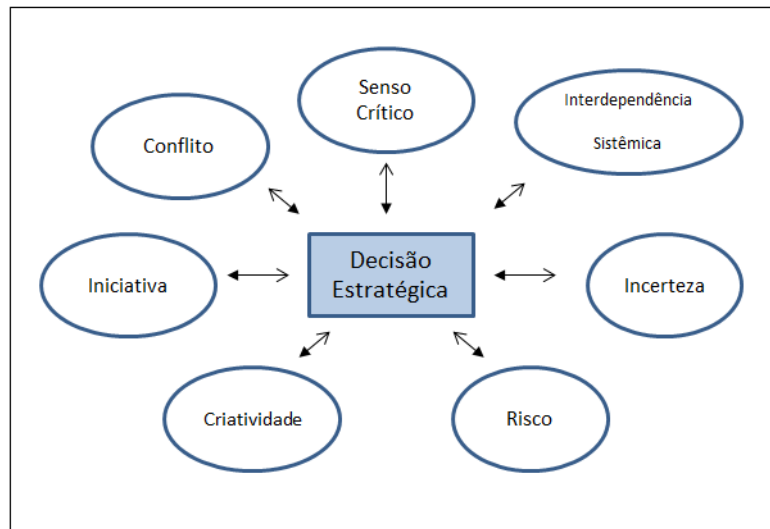 Senso
Crítico
Interdependência
Sistêmica
Conflito
Decisão
Estratégica
Iniciativa
Incerteza
Criatividade
Risco